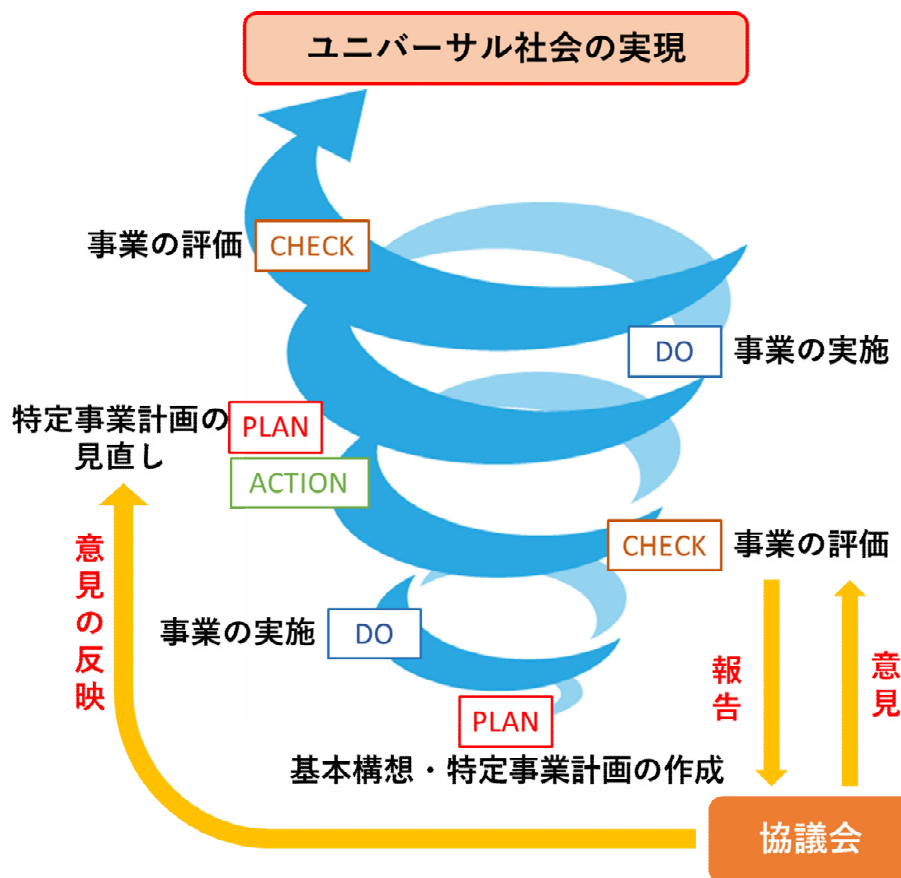 ユニバーサル社会の実現
事業の評価 CHECK
DO 事業の実施
特定事業計画の
見直し
PLAN
ACTION
CHECK 事業の評価
意見の反映
事業の実施 DO
報告
意見
PLAN
基本構想・特定事業計画の作成
協議会